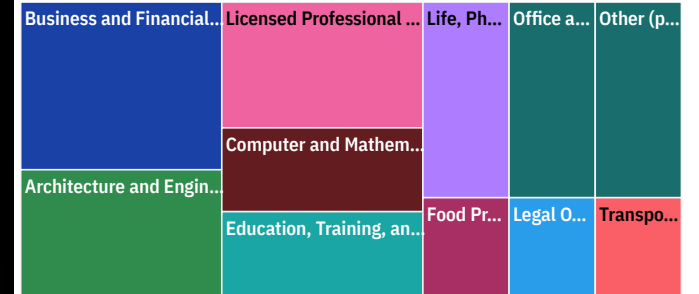 Business and Financial...
Licensed Professional ...
Life, Ph...
Office a...
Other (p...
Computer and Mathem...
Architecture and Engin...
Food Pr...
Legal O...
Transpo...
Education, Training, an...